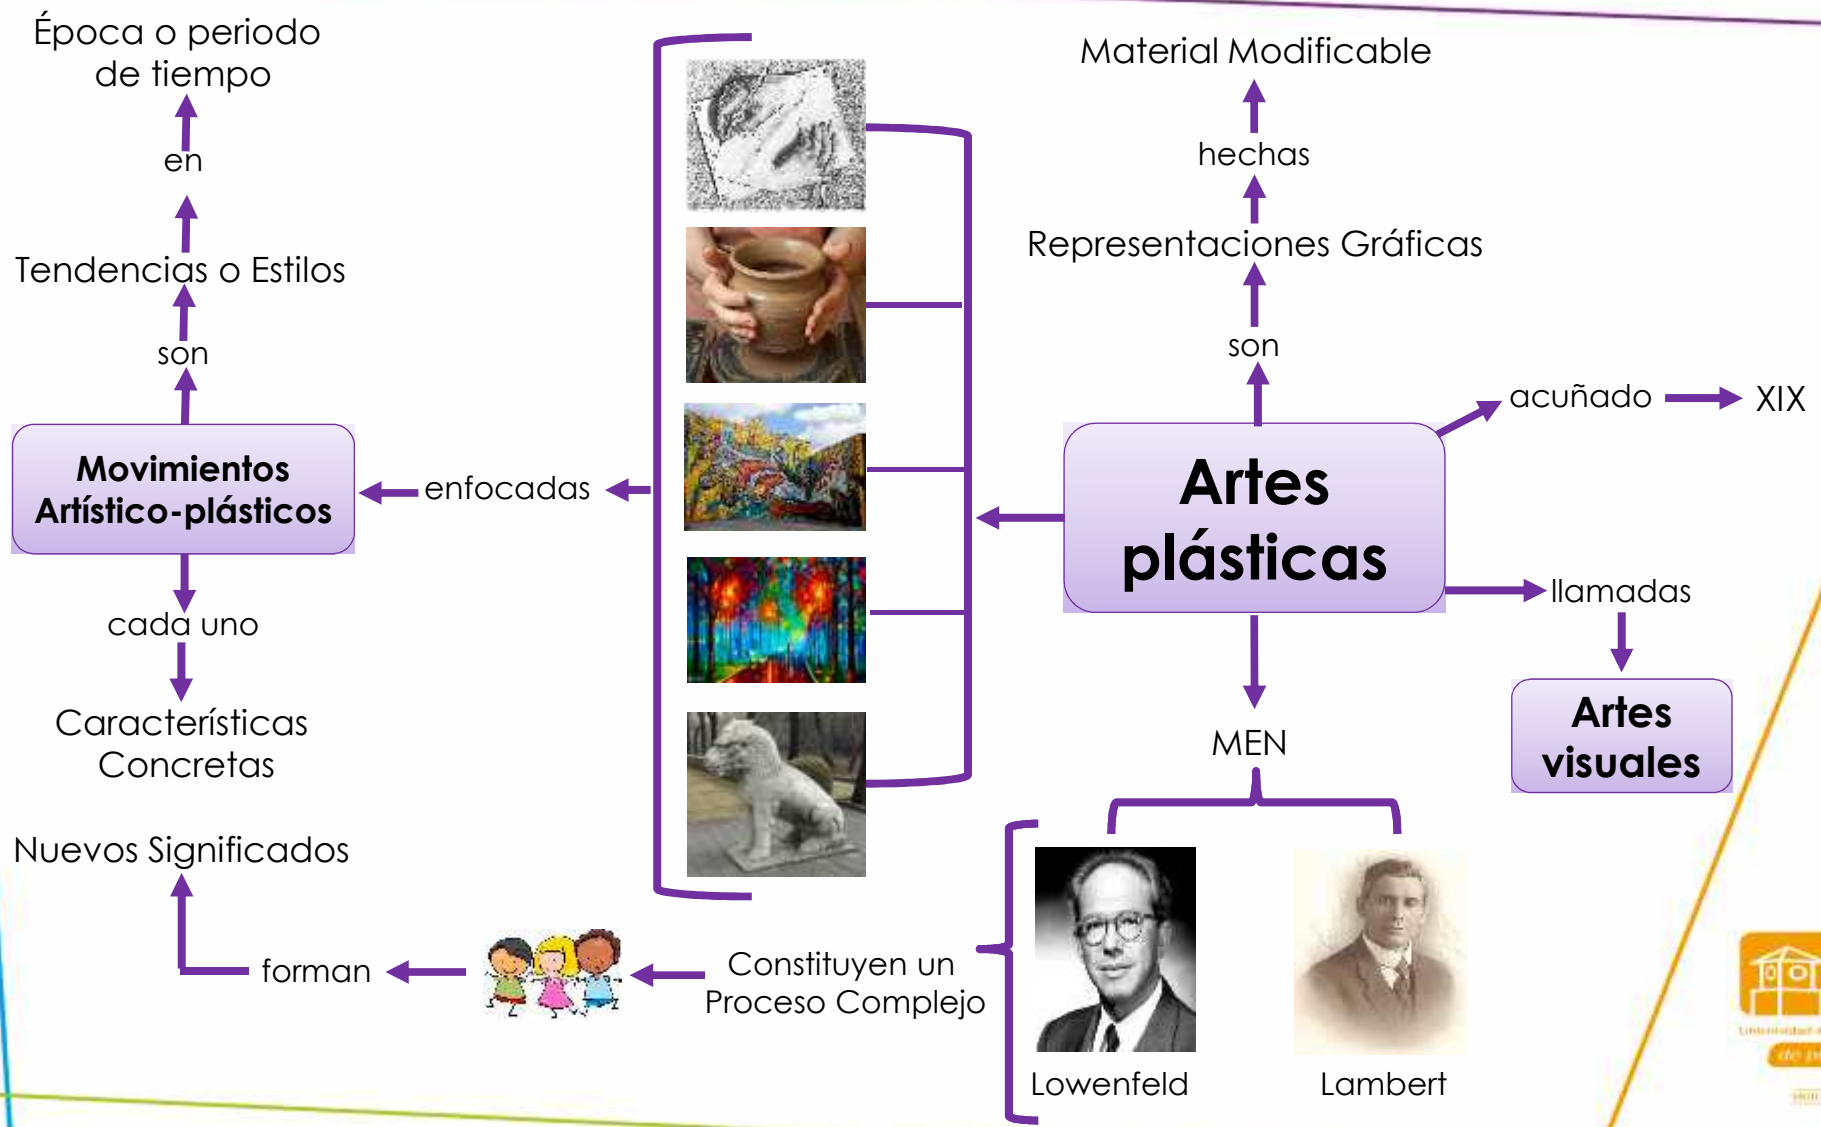 Época o periodo
de tiempo
en
Tendencias o Estilos
son
Movimientos
Artístico-plásticos
cada uno
Características
Concretas
enfocadas
Material Modificable
hechas
Representaciones Gráficas
son
acuñado
XIX
Artes
plásticas
llamadas
Artes
visuales
MEN
Lowenfeld
Lambert
Constituyen un
Proceso Complejo
forman
Nuevos Significados